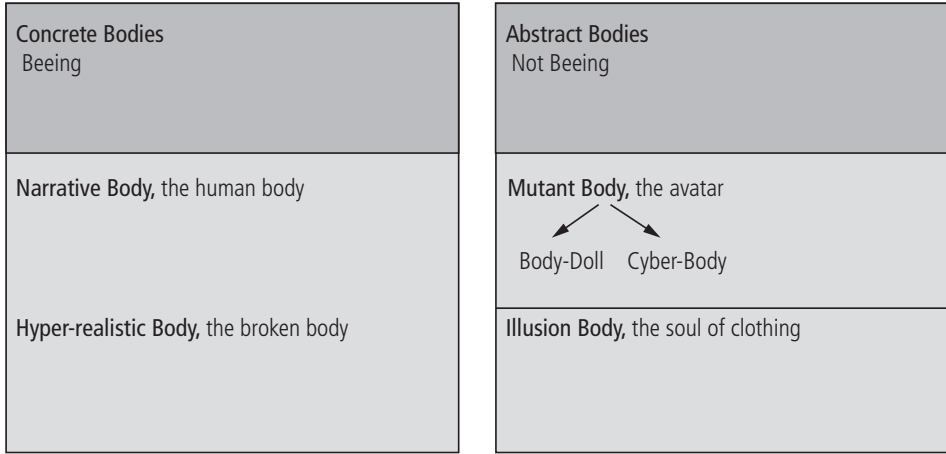 Concrete Bodies
Beeing
Narrative Body, the human body
Hyper-realistic Body, the broken body
Abstract Bodies
Not Beeing
Mutant Body, the avatar
Body-Doll Cyber-Body
Illusion Body, the soul of clothing